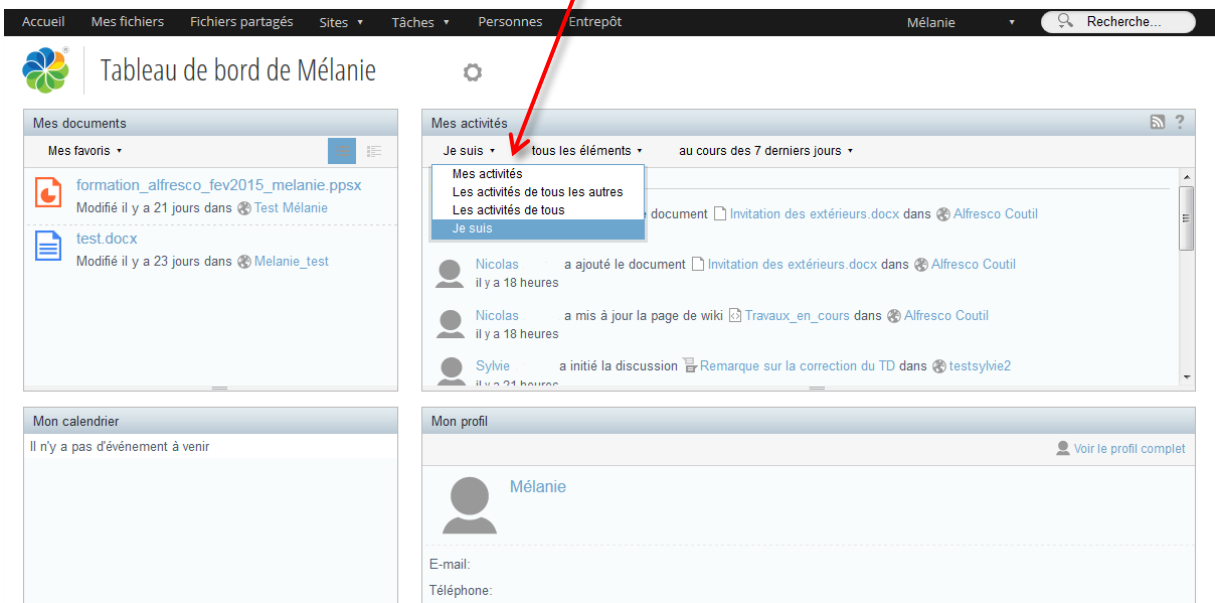 Accueil Mes fichiers Fichiers partagés Sites Tâches Personnes Entrepôt Mélanie Recherche...
Tableau de bord de Mélanie
Mes documents
Mes favoris
formation_alfresco_fev2015_melanie.ppsx
Modifié il y a 21 jours dans Test Mélanie
test.docx
Modifié il y a 23 jours dans Melanie_test
Mes activités
?
Je suis tous les éléments au cours des 7 derniers jours
Mes activités
Les activités de tous les autres
Les activités de tous
Je suis
document Invitation des extérieurs.docx dans Alfresco Coutil
Nicolas a ajouté le document Invitation des extérieurs.docx dans Alfresco Coutil
il y a 18 heures
Nicolas a mis à jour la page de wiki Travaux_en_cours dans Alfresco Coutil
il y a 18 heures
Sylvie a initié la discussion Remarque sur la correction du TD dans testsylvie2
il y a 21 heures
Mon calendrier
Il n'y a pas d'événement à venir
Mon profil
Voir le profil complet
Mélanie
E-mail:
Téléphone: